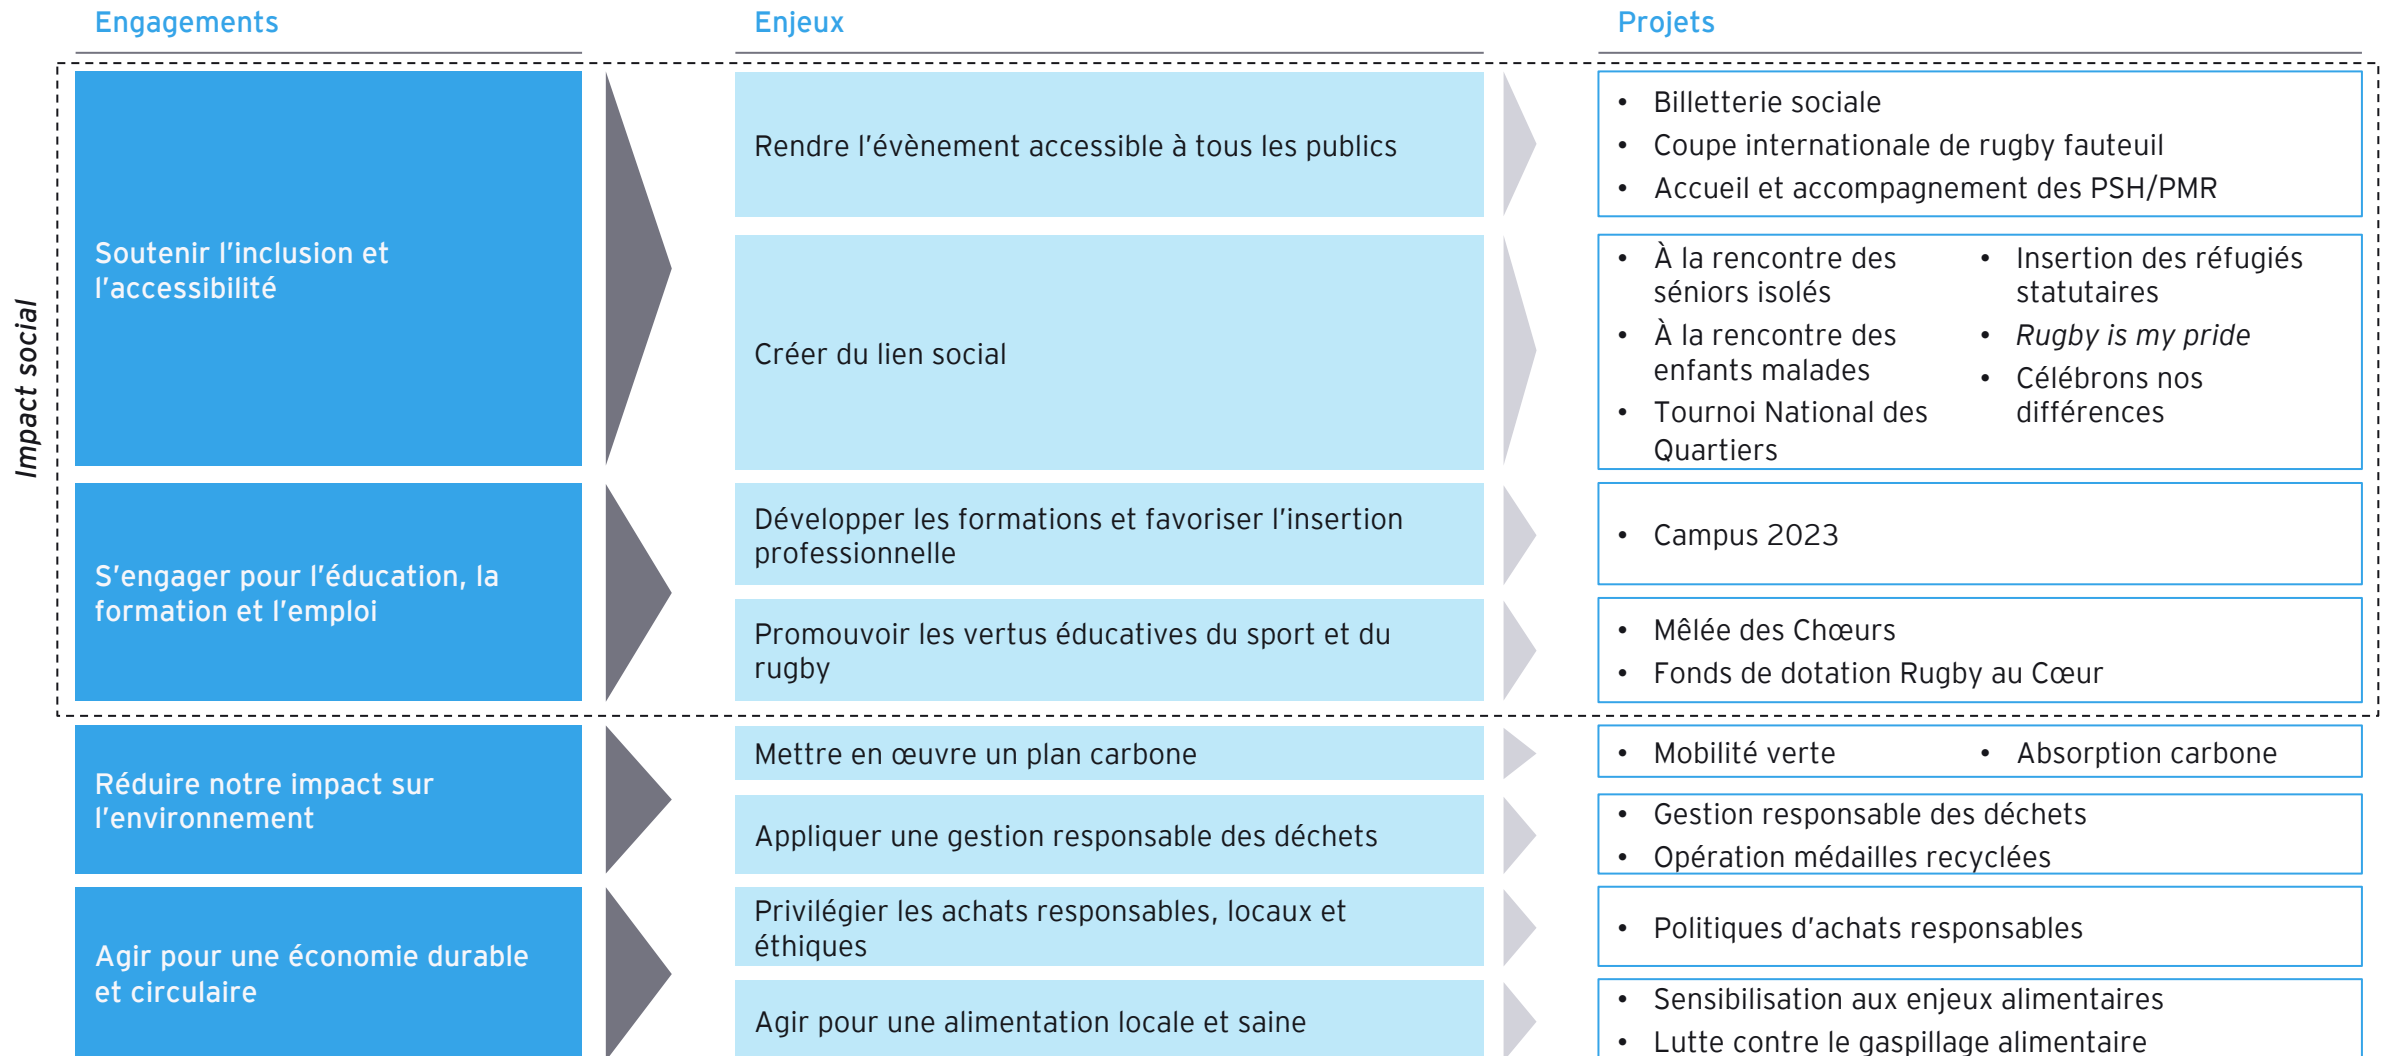 Engagements
Enjeux
Projets
Impact social
Soutenir l'inclusion et
l'accessibilité
Rendre l'évènement accessible à tous les publics
• Billetterie sociale
• Coupe internationale de rugby fauteuil
• Accueil et accompagnement des PSH/PMR
Créer du lien social
• À la rencontre des
séniors isolés
• À la rencontre des
enfants malades
• Tournoi National des
Quartiers
• Insertion des réfugiés
statutaires
• Rugby is my pride
• Célébrons nos
différences
S'engager pour l'éducation, la
formation et l'emploi
Développer les formations et favoriser l'insertion
professionnelle
• Campus 2023
Promouvoir les vertus éducatives du sport et du
rugby
• Mêlée des Chœurs
• Fonds de dotation Rugby au Cœur
Réduire notre impact sur
l'environnement
Mettre en œuvre un plan carbone
• Mobilité verte
• Absorption carbone
Appliquer une gestion responsable des déchets
• Gestion responsable des déchets
• Opération médailles recyclées
Agir pour une économie durable
et circulaire
Privilégier les achats responsables, locaux et
éthiques
• Politiques d'achats responsables
Agir pour une alimentation locale et saine
• Sensibilisation aux enjeux alimentaires
• Lutte contre le gaspillage alimentaire